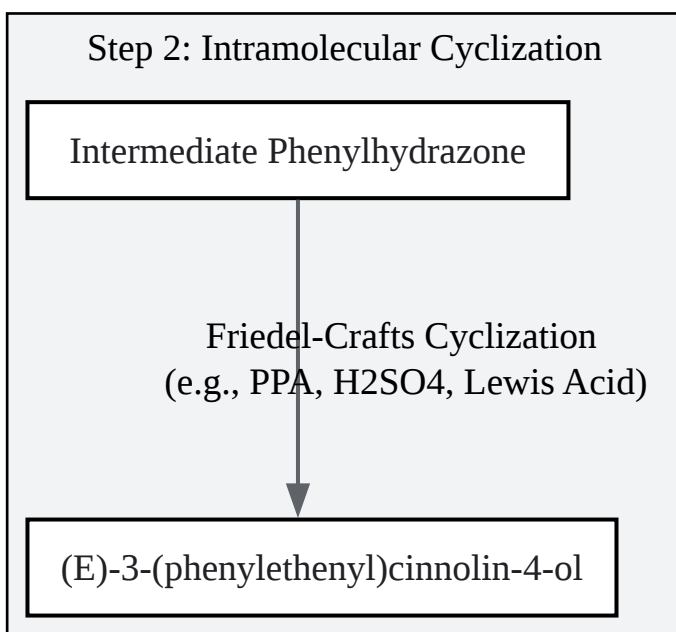 Step 2: Intramolecular Cyclization
Intermediate Phenylhydrazone
Friedel-Crafts Cyclization
(e.g., PPA, H2SO4, Lewis Acid)
(E)-3-(phenylethenyl)cinnolin-4-ol